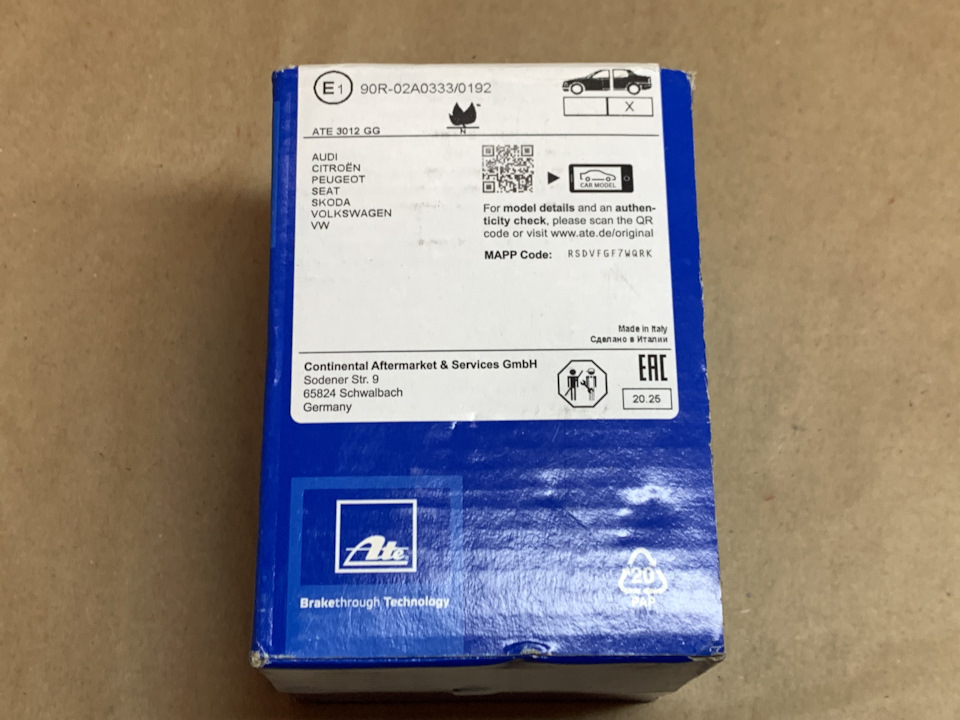 E1 90R-02A0333/0192
X
N
ATE 3012 GG
AUDI
CITROËN
PEUGEOT
SEAT
SKODA
VOLKSWAGEN
VW
CAR MODEL
For model details and an authen-
ticity check, please scan the QR
code or visit www.ate.de/original
MAPP Code: RSDVFGF7WQRK
Made in Italy
Сделано в Италии
Continental Aftermarket & Services GmbH
Sodener Str. 9
65824 Schwalbach
Germany
EAC
20.25
Ate
Brakethrough Technology
20
PAP